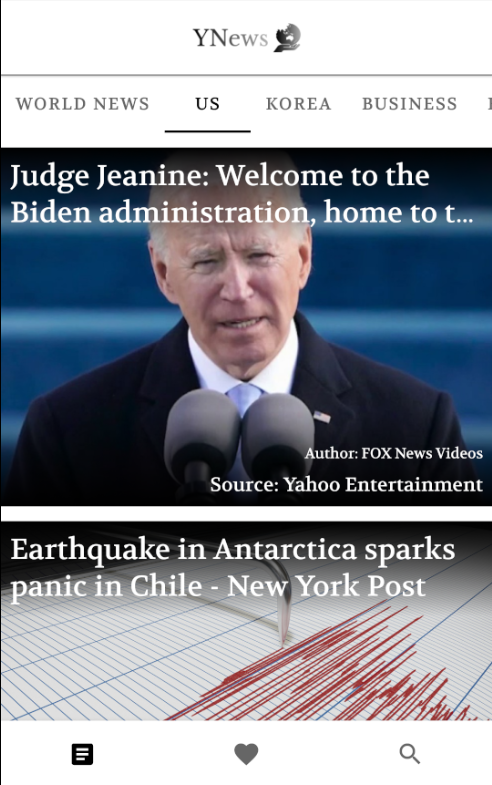 YNews
WORLD NEWS US KOREA BUSINESS
Judge Jeanine: Welcome to the
Biden administration, home to t...
Author: FOX News Videos
Source: Yahoo Entertainment
Earthquake in Antarctica sparks
panic in Chile - New York Post